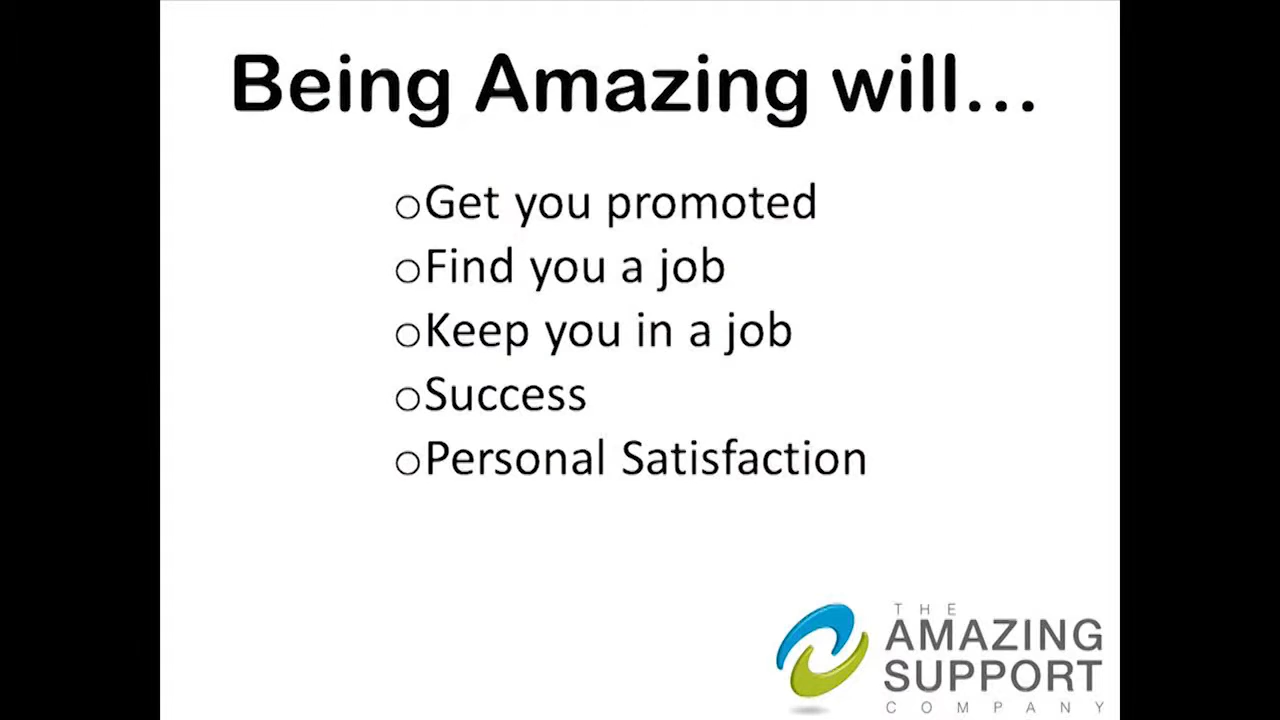 Being Amazing will...
Get you promoted
Find you a job
Keep you in a job
Success
Personal Satisfaction
THE
AMAZING
SUPPORT
COMPANY